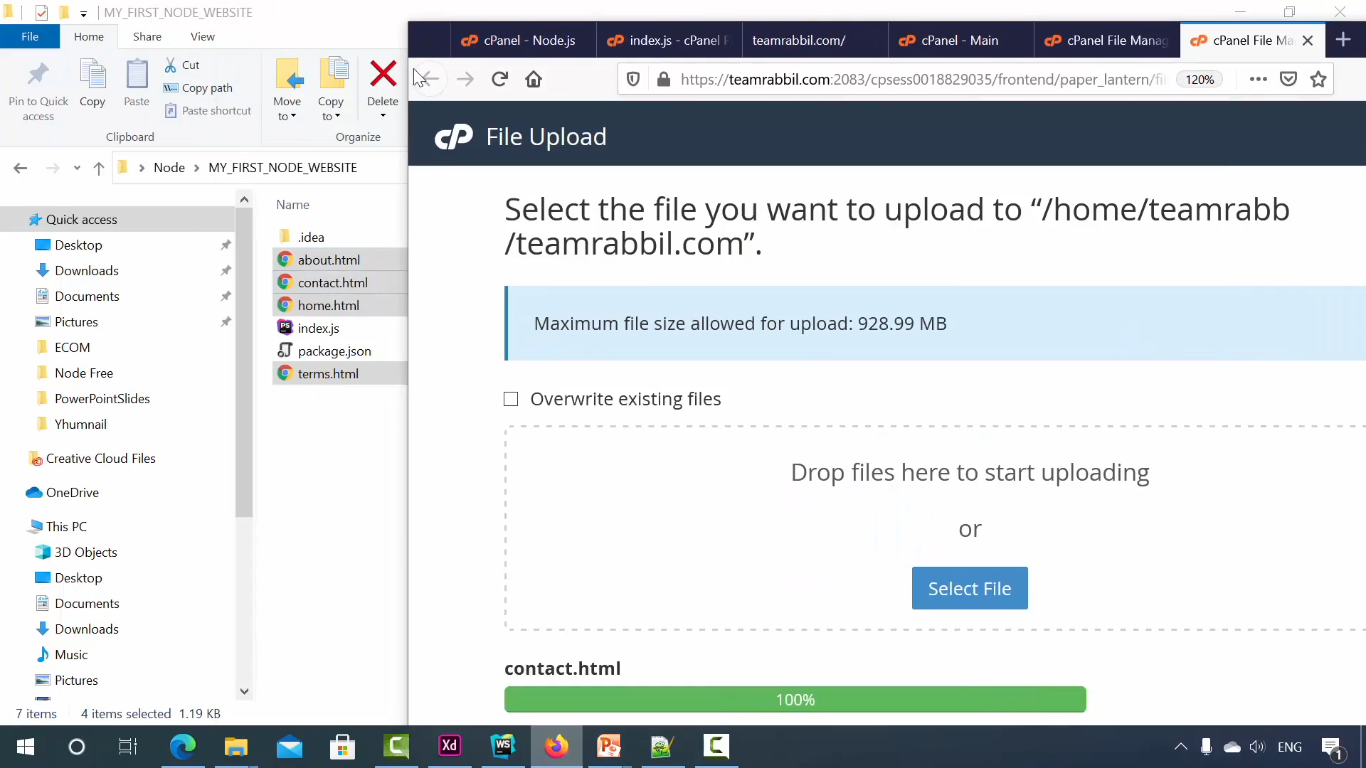 MY_FIRST_NODE_WEBSITE
File
Home
Share
View
Pin to Quick access
Copy
Paste
Cut
Copy path
Paste shortcut
Move to
Copy to
Delete
Clipboard
Organize
Node
MY_FIRST_NODE_WEBSITE
Quick access
Desktop
Downloads
Documents
Pictures
ECOM
Node Free
PowerPointSlides
Yhumnail
Creative Cloud Files
OneDrive
This PC
3D Objects
Desktop
Documents
Downloads
Music
Pictures
Name
.idea
about.html
contact.html
home.html
index.js
package.json
terms.html
7 items
4 items selected
1.19 KB
cPanel - Node.js
index.js - cPanel F
teamrabbil.com/
cPanel - Main
cPanel File Manag
cPanel File Ma
https://teamrabbil.com:2083/cpsess0018829035/frontend/paper_lantern/fi
120%
cP File Upload
Select the file you want to upload to “/home/teamrabb
/teamrabbil.com”.
Maximum file size allowed for upload: 928.99 MB
Overwrite existing files
Drop files here to start uploading
or
Select File
contact.html
100%
Xd
WS
ENG
1